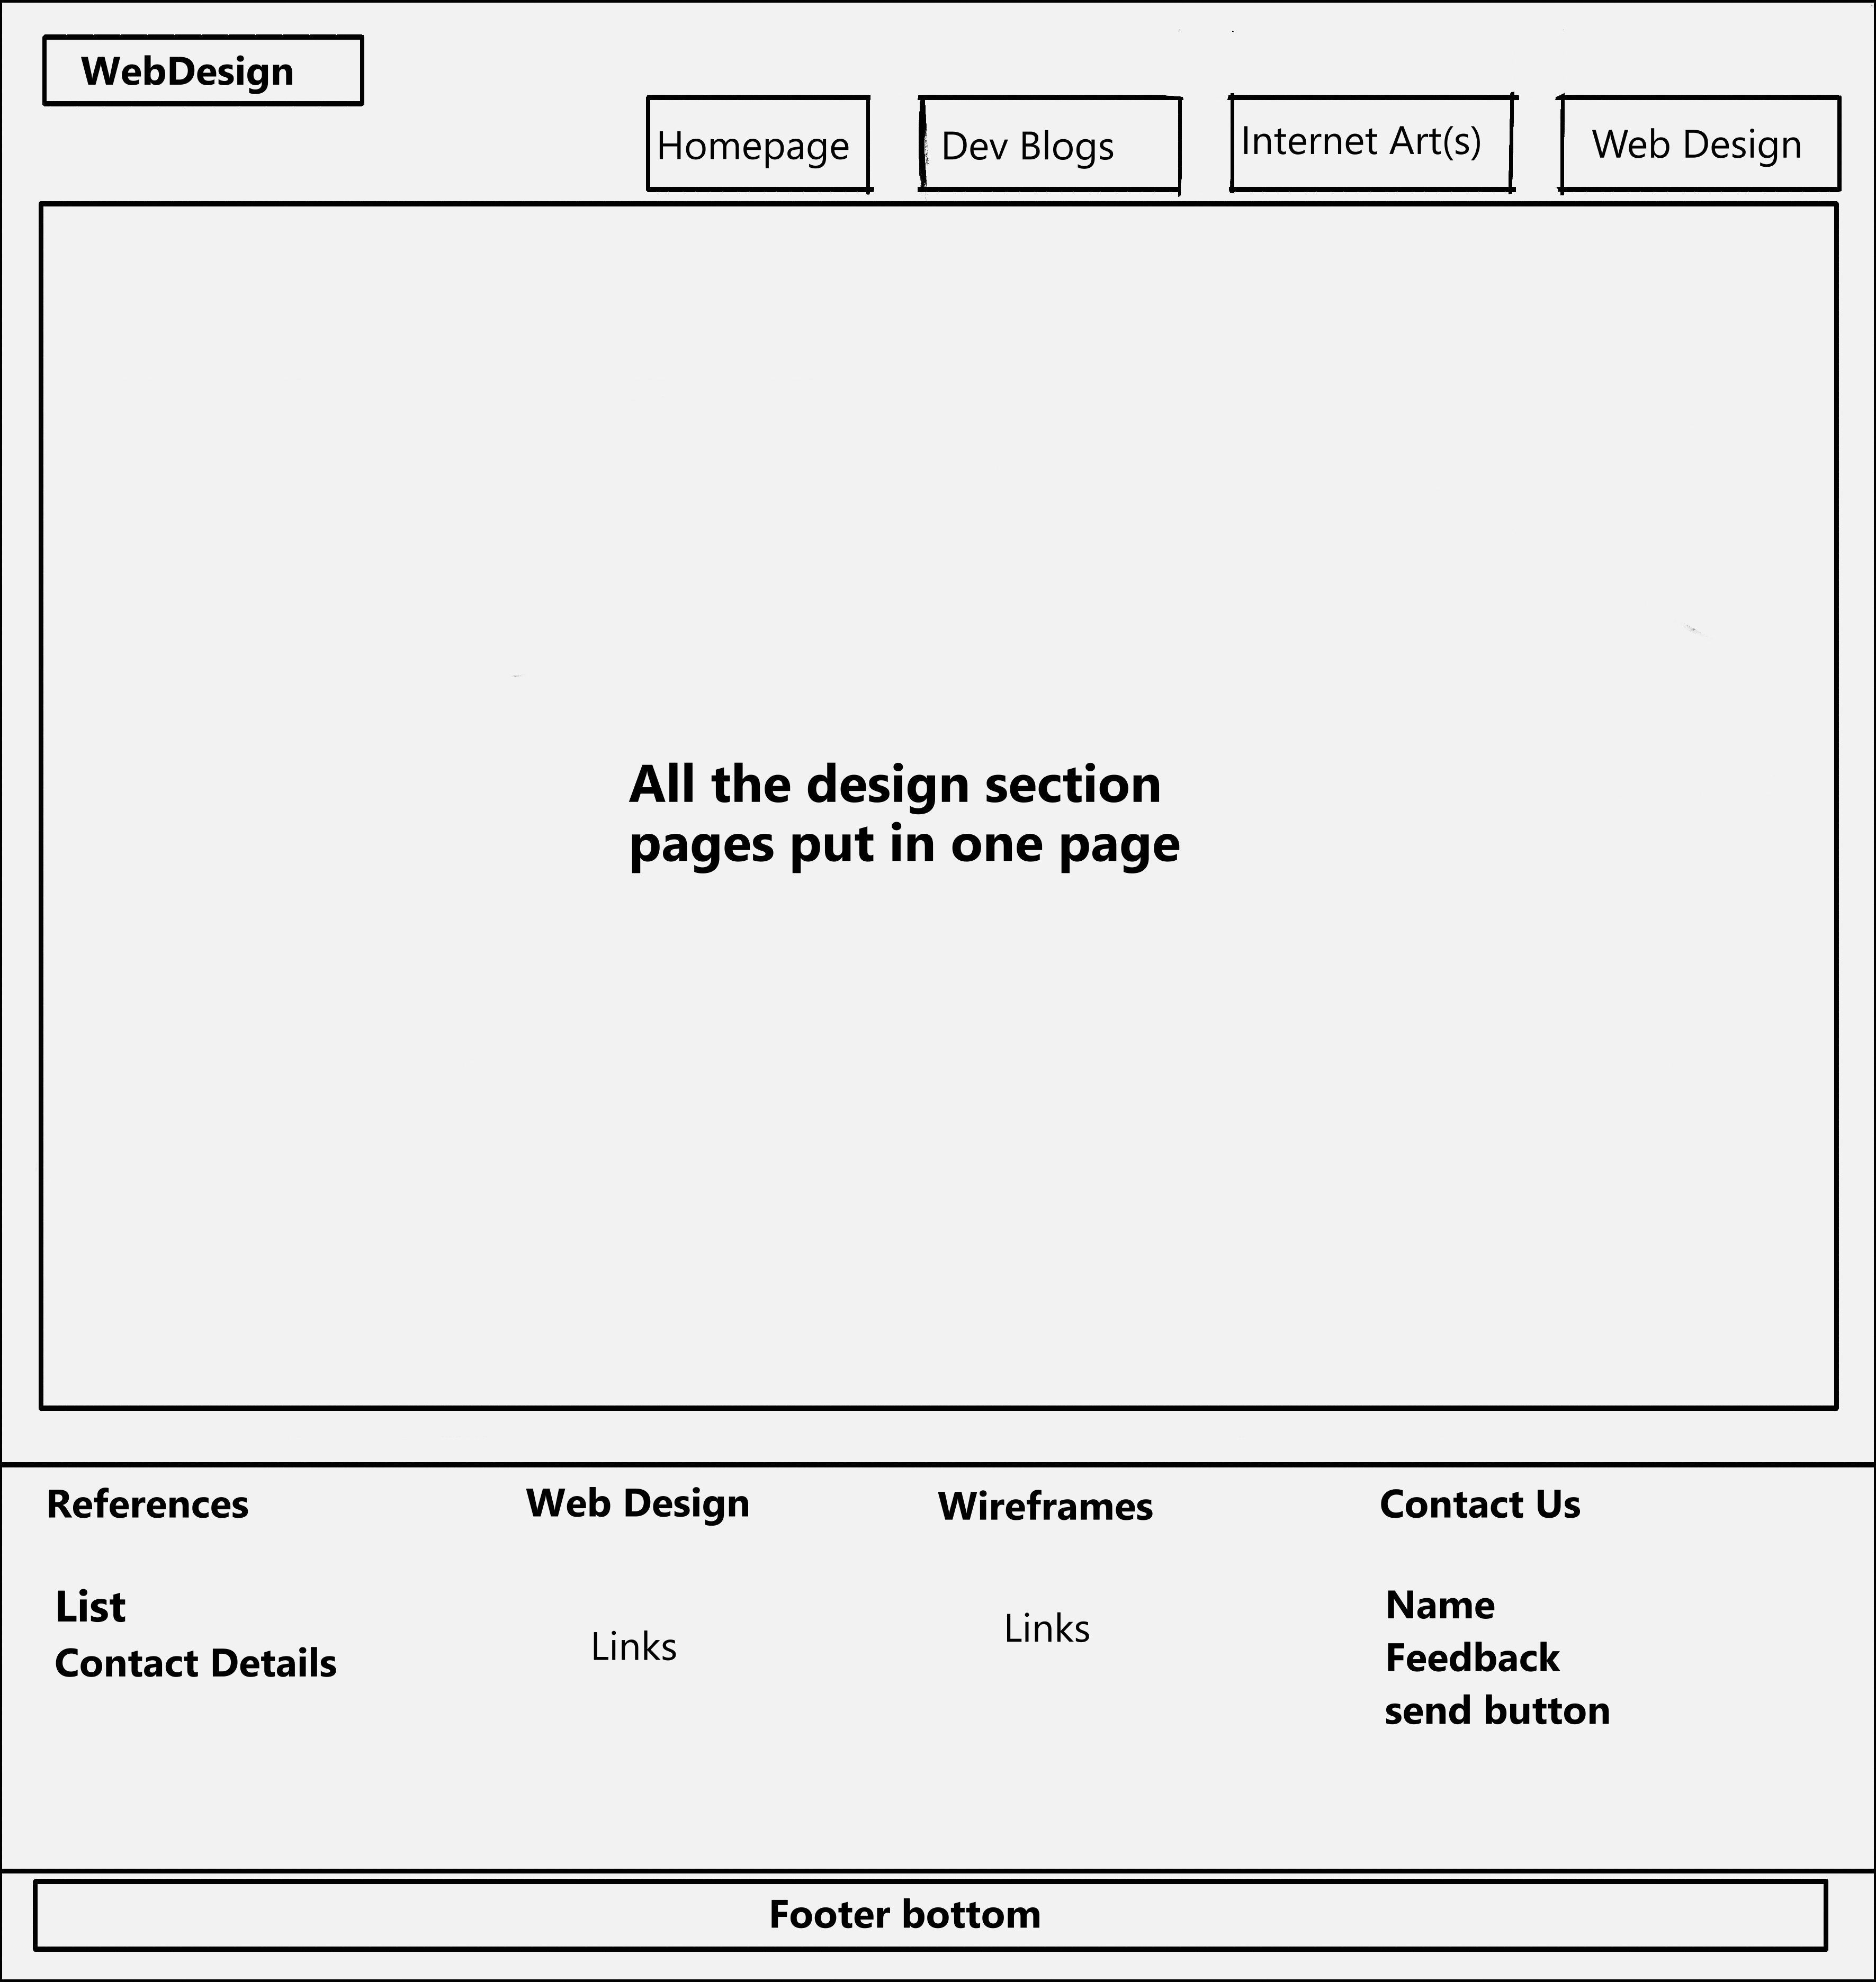 WebDesign
Homepage
Dev Blogs
Internet Art(s)
Web Design
All the design section
pages put in one page
References
List
Contact Details
Web Design
Links
Wireframes
Links
Contact Us
Name
Feedback
send button
Footer bottom